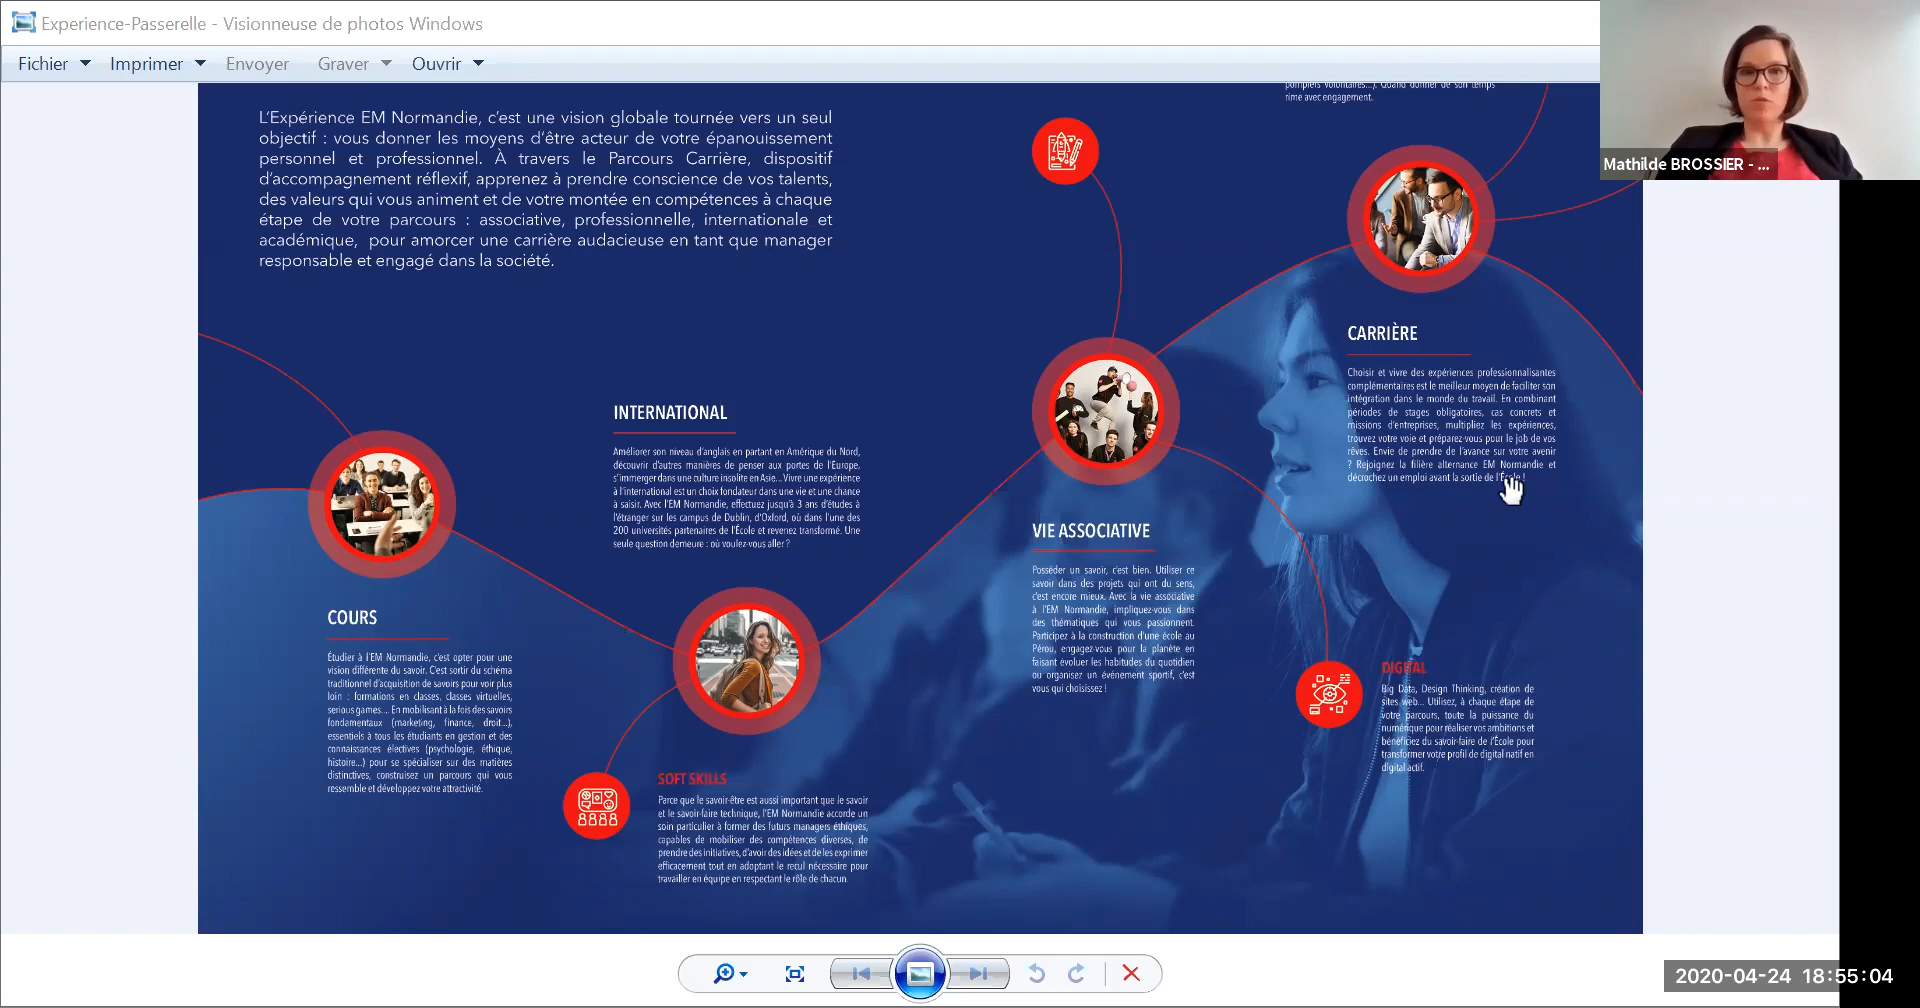 Experience-Passerelle - Visionneuse de photos Windows
Fichier
Imprimer
Envoyer
Graver
Ouvrir
Mathilde BROSSIER - ...
L'Expérience EM Normandie, c'est une vision globale tournée vers un seul
objectif : vous donner les moyens d'être acteur de votre épanouissement
personnel et professionnel. À travers le Parcours Carrière, dispositif
d'accompagnement réflexif, apprenez à prendre conscience de vos talents,
des valeurs qui vous animent et de votre montée en compétences à chaque
étape de votre parcours : associative, professionnelle, internationale et
académique, pour amorcer une carrière audacieuse en tant que manager
responsable et engagé dans la société.
pompiers volontaires...). Quand donner de son temps
rime avec engagement.
COURS
Étudier à l'EM Normandie, c'est opter pour une
vision différente du savoir. C'est sortir du schéma
traditionnel d'acquisition de savoirs pour voir plus
loin : formations en classes, classes virtuelles,
serious games.... En mobilisant à la fois des savoirs
fondamentaux (marketing, finance, droit...),
essentiels à tous les étudiants en gestion et des
connaissances électives (psychologie, éthique,
histoire...) pour se spécialiser sur des matières
distinctives, construisez un parcours qui vous
ressemble et développez votre attractivité.
INTERNATIONAL
Améliorer son niveau d'anglais en partant en Amérique du Nord,
découvrir d'autres manières de penser aux portes de l'Europe,
s'immerger dans une culture insolite en Asie... Vivre une expérience
à l'international est un choix fondateur dans une vie et une chance
à saisir. Avec l'EM Normandie, effectuez jusqu'à 3 ans d'études à
l'étranger sur les campus de Dublin, d'Oxford, où dans l'une des
200 universités partenaires de l'École et revenez transformé. Une
seule question demeure : où voulez-vous aller ?
SOFT SKILLS
Parce que le savoir-être est aussi important que le savoir
et le savoir-faire technique, l'EM Normandie accorde un
soin particulier à former des futurs managers éthiques,
capables de mobiliser des compétences diverses, de
prendre des initiatives, d'avoir des idées et de les exprimer
efficacement tout en adoptant le recul nécessaire pour
travailler en équipe en respectant le rôle de chacun.
VIE ASSOCIATIVE
Posséder un savoir, c'est bien. Utiliser ce
savoir dans des projets qui ont du sens,
c'est encore mieux. Avec la vie associative
à l'EM Normandie, impliquez-vous dans
des thématiques qui vous passionnent.
Participez à la construction d'une école au
Pérou, engagez-vous pour la planète en
faisant évoluer les habitudes du quotidien
ou organisez un événement sportif, c'est
vous qui choisissez !
CARRIÈRE
Choisir et vivre des expériences professionnalisantes
complémentaires est le meilleur moyen de faciliter son
intégration dans le monde du travail. En combinant
périodes de stages obligatoires, cas concrets et
missions d'entreprises, multipliez les expériences,
trouvez votre voie et préparez-vous pour le job de vos
rêves. Envie de prendre de l'avance sur votre avenir
? Rejoignez la filière alternance EM Normandie et
décrochez un emploi avant la sortie de l'École !
DIGITAL
Big Data, Design Thinking, création de
sites web... Utilisez, à chaque étape de
votre parcours, toute la puissance du
numérique pour réaliser vos ambitions et
bénéficiez du savoir-faire de l'École pour
transformer votre profil de digital natif en
digital actif.
2020-04-24 18:55:04